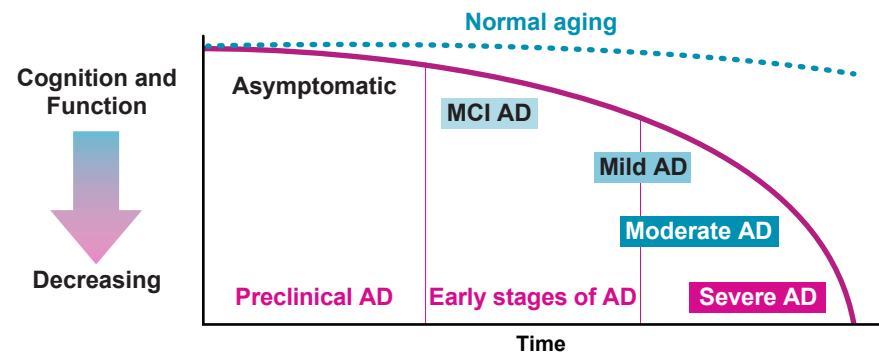 Normal aging
Cognition and
Function
Asymptomatic
MCI AD
Mild AD
Moderate AD
Decreasing
Preclinical AD
Early stages of AD
Severe AD
Time